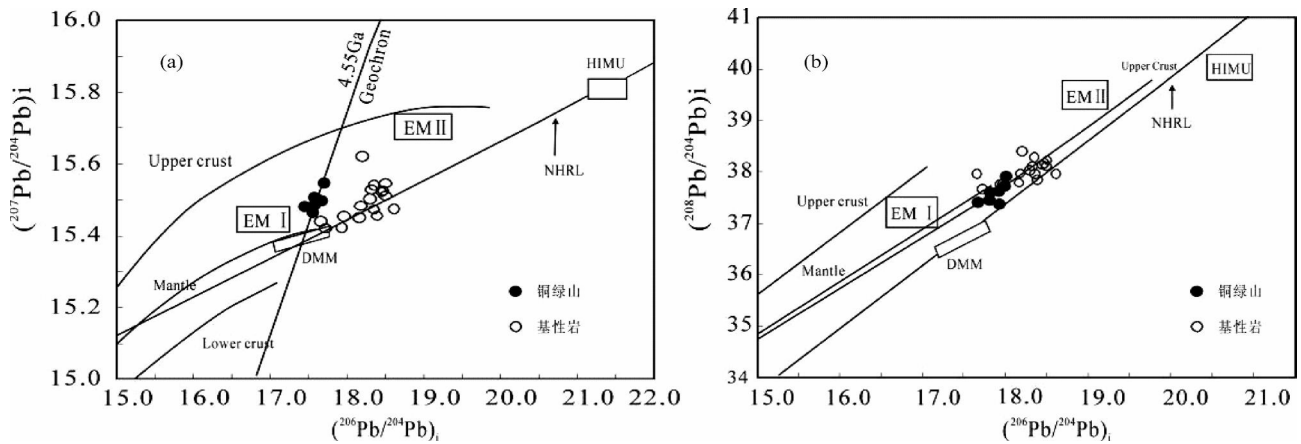 (a)
16.0
15.8
15.6
15.4
15.2
15.0
(²⁰⁷Pb/²⁰⁴Pb)i
4.55Ga
Geochron
HIMU
EMⅡ
Upper crust
NHRL
EM Ⅰ
DMM
Mantle
Lower crust
铜绿山
基性岩
15.0 16.0 17.0 18.0 19.0 20.0 21.0 22.0
(²⁰⁶Pb/²⁰⁴Pb)i
(b)
41
40
39
38
37
36
35
34
(²⁰⁸Pb/²⁰⁴Pb)i
Upper Crust
HIMU
EMⅡ
NHRL
Upper crust
EM Ⅰ
DMM
Mantle
铜绿山
基性岩
15.0 16.0 17.0 18.0 19.0 20.0 21.0
(²⁰⁶Pb/²⁰⁴Pb)i